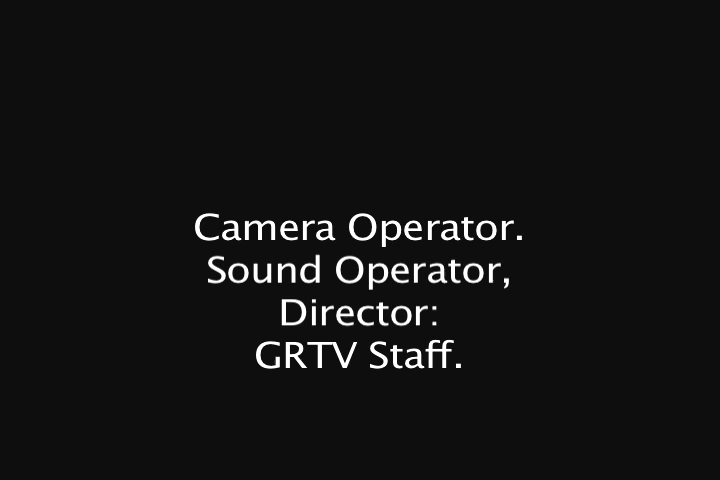 Camera Operator.
Sound Operator,
Director:
GRTV Staff.